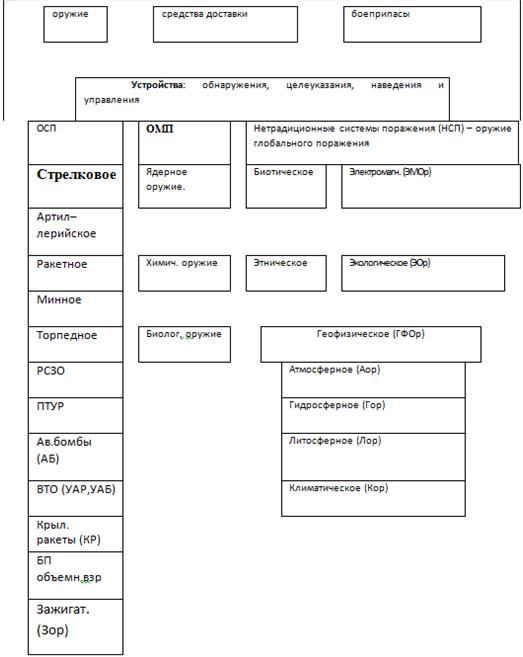 оружие
средства доставки
боеприпасы
Устройства: обнаружения, целеуказания, наведения и
управления
ОСП
ОМП
Нетрадиционные системы поражения (НСП) – оружие
глобального поражения
Стрелковое
Ядерное
оружие.
Биотическое
Электромагн. (ЭМОр)
Артил–
лерийское
Ракетное
Химич. оружие
Этническое
Экологическое (ЭОр)
Минное
Торпедное
Биолог. оружие
Геофизическое (ГФОр)
РСЗО
Атмосферное (Аор)
ПТУР
Гидросферное (Гор)
Ав.бомбы
(АБ)
Литосферное (Лор)
ВТО (УАР,УАБ)
Климатическое (Кор)
Крыл.
ракеты (КР)
БП
объемн.взр
Зажигат.
(Зор)